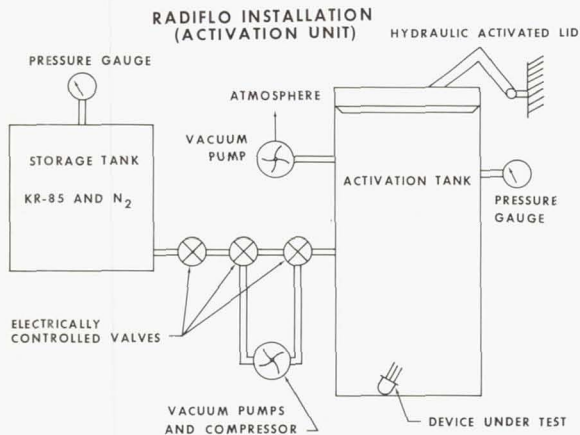 RADIFLO INSTALLATION
(ACTIVATION UNIT)
HYDRAULIC ACTIVATED LID
PRESSURE GAUGE
ATMOSPHERE
VACUUM
PUMP
STORAGE TANK
KR-85 AND N2
ACTIVATION TANK
PRESSURE
GAUGE
ELECTRICALLY
CONTROLLED VALVES
VACUUM PUMPS
AND COMPRESSOR
DEVICE UNDER TEST